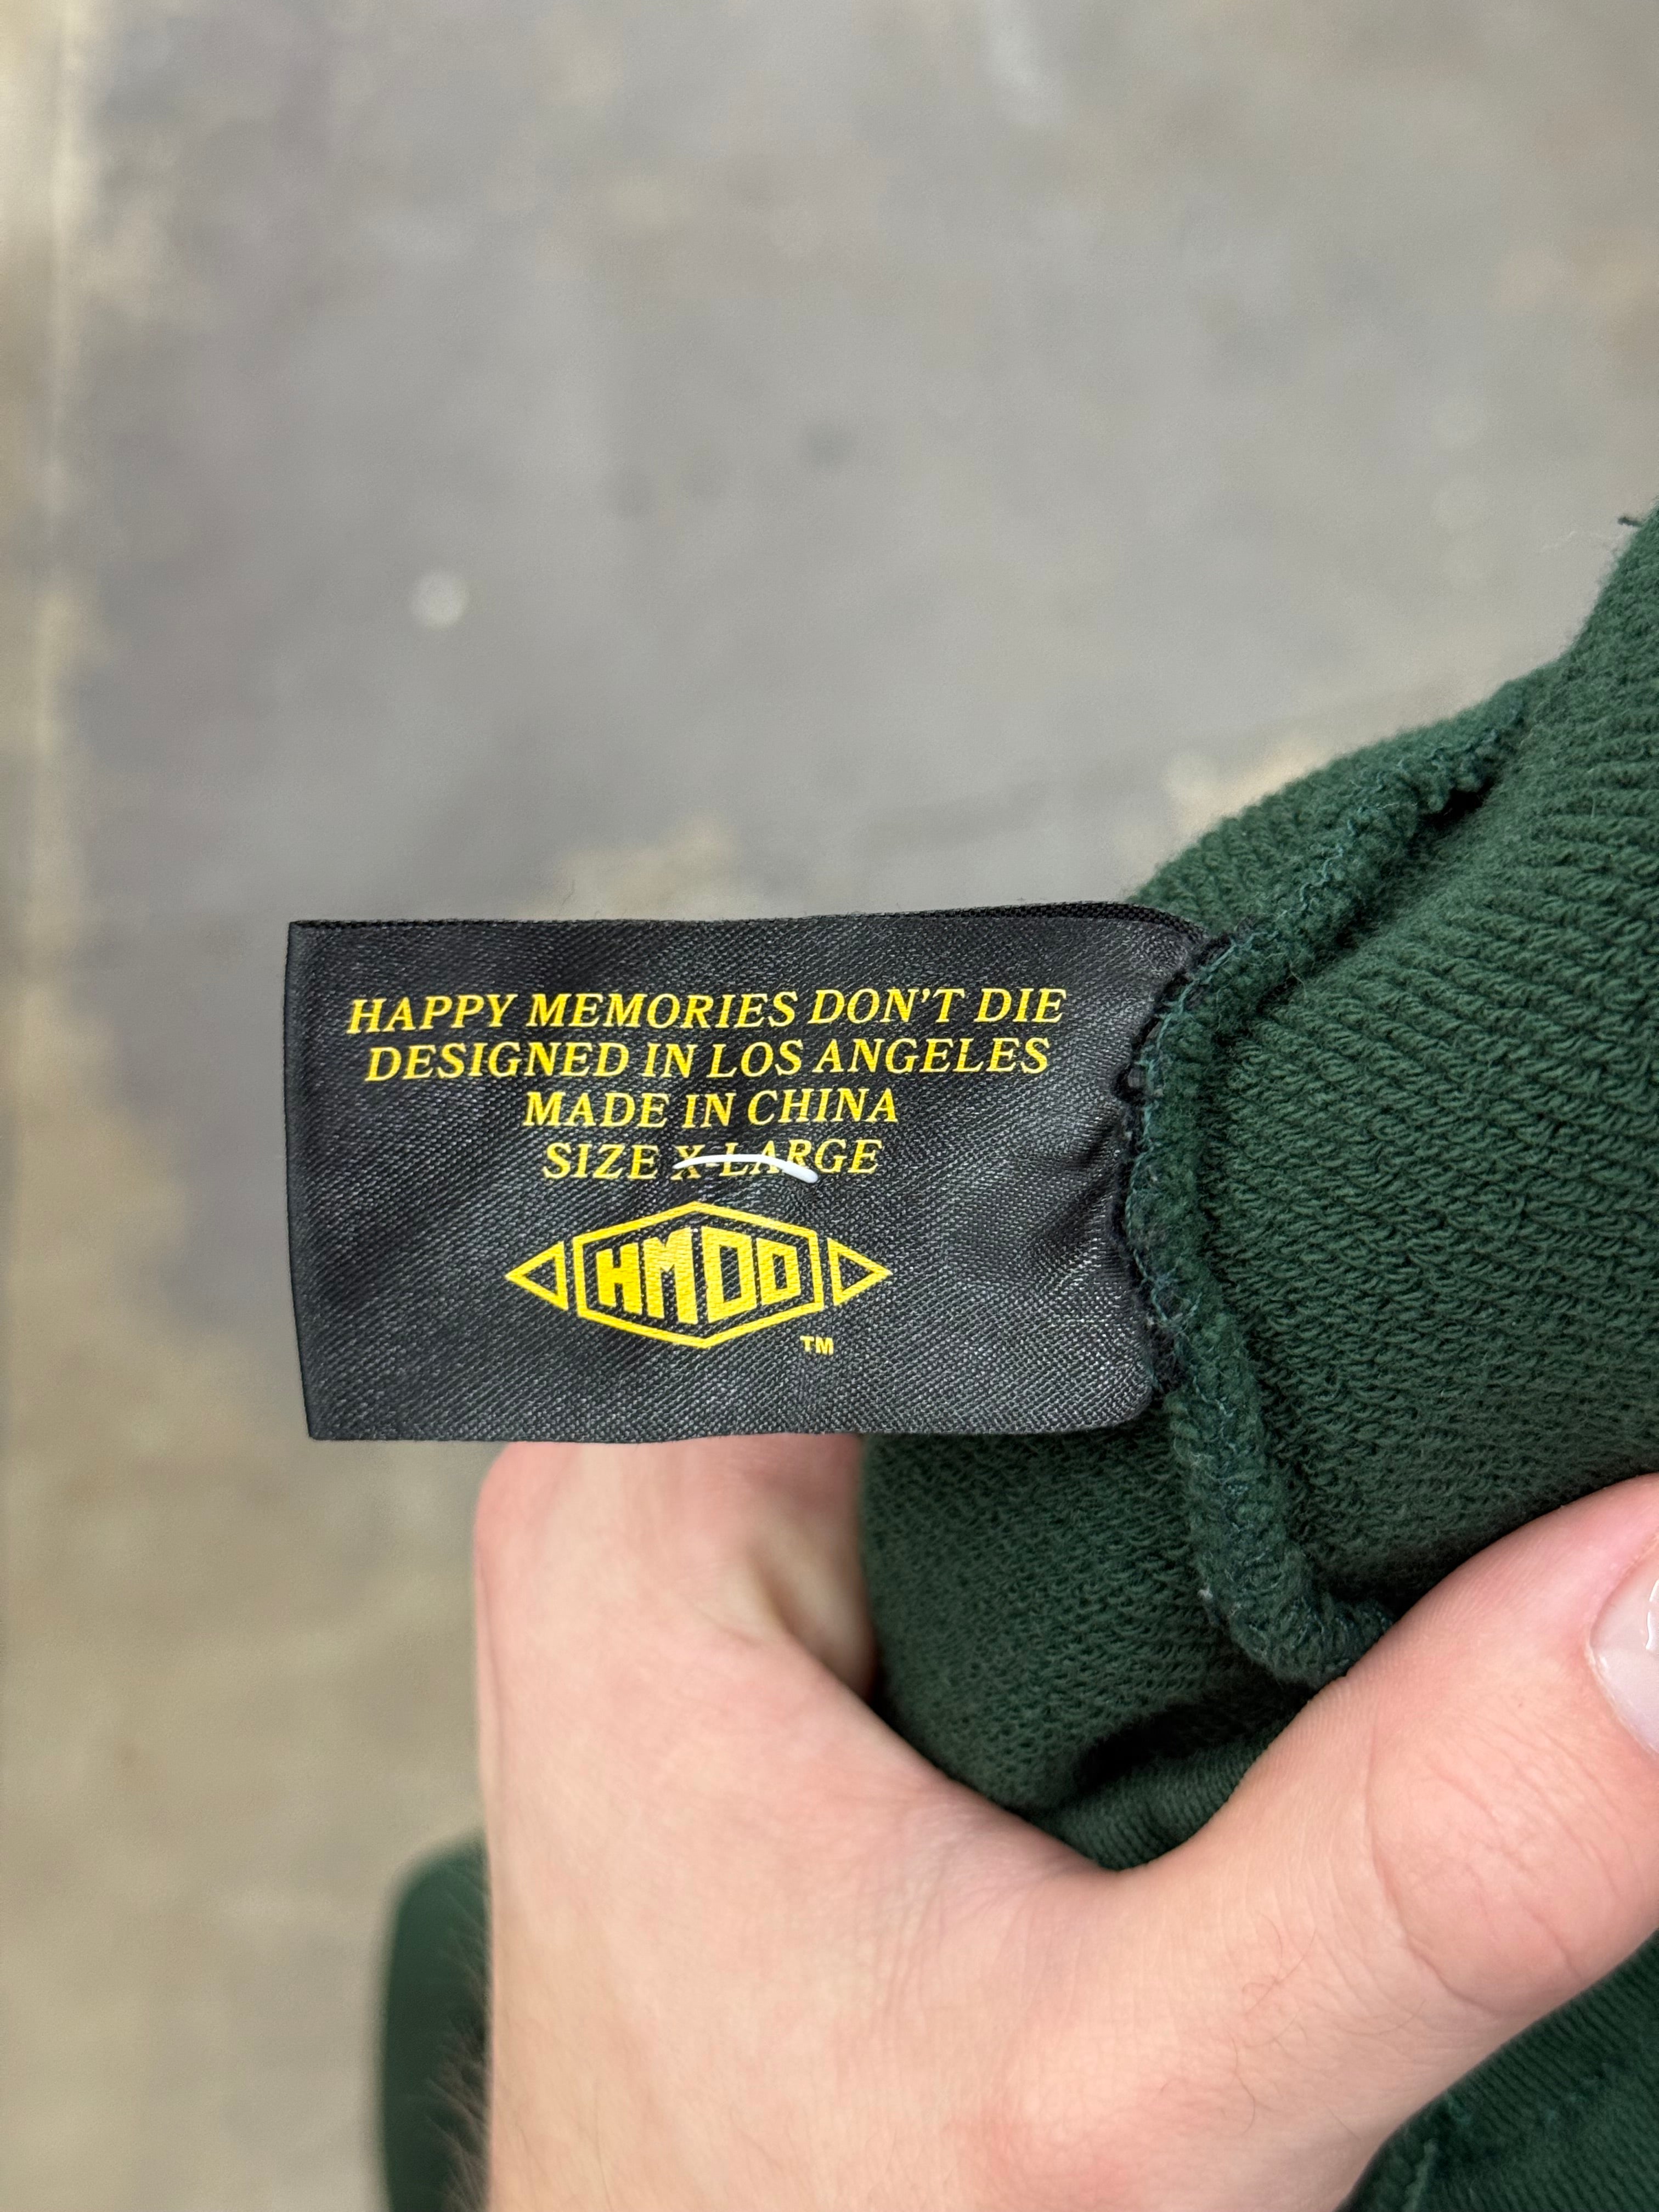 HAPPY MEMORIES DON'T DIE
DESIGNED IN LOS ANGELES
MADE IN CHINA
SIZE X-LARGE
HMDD
TM